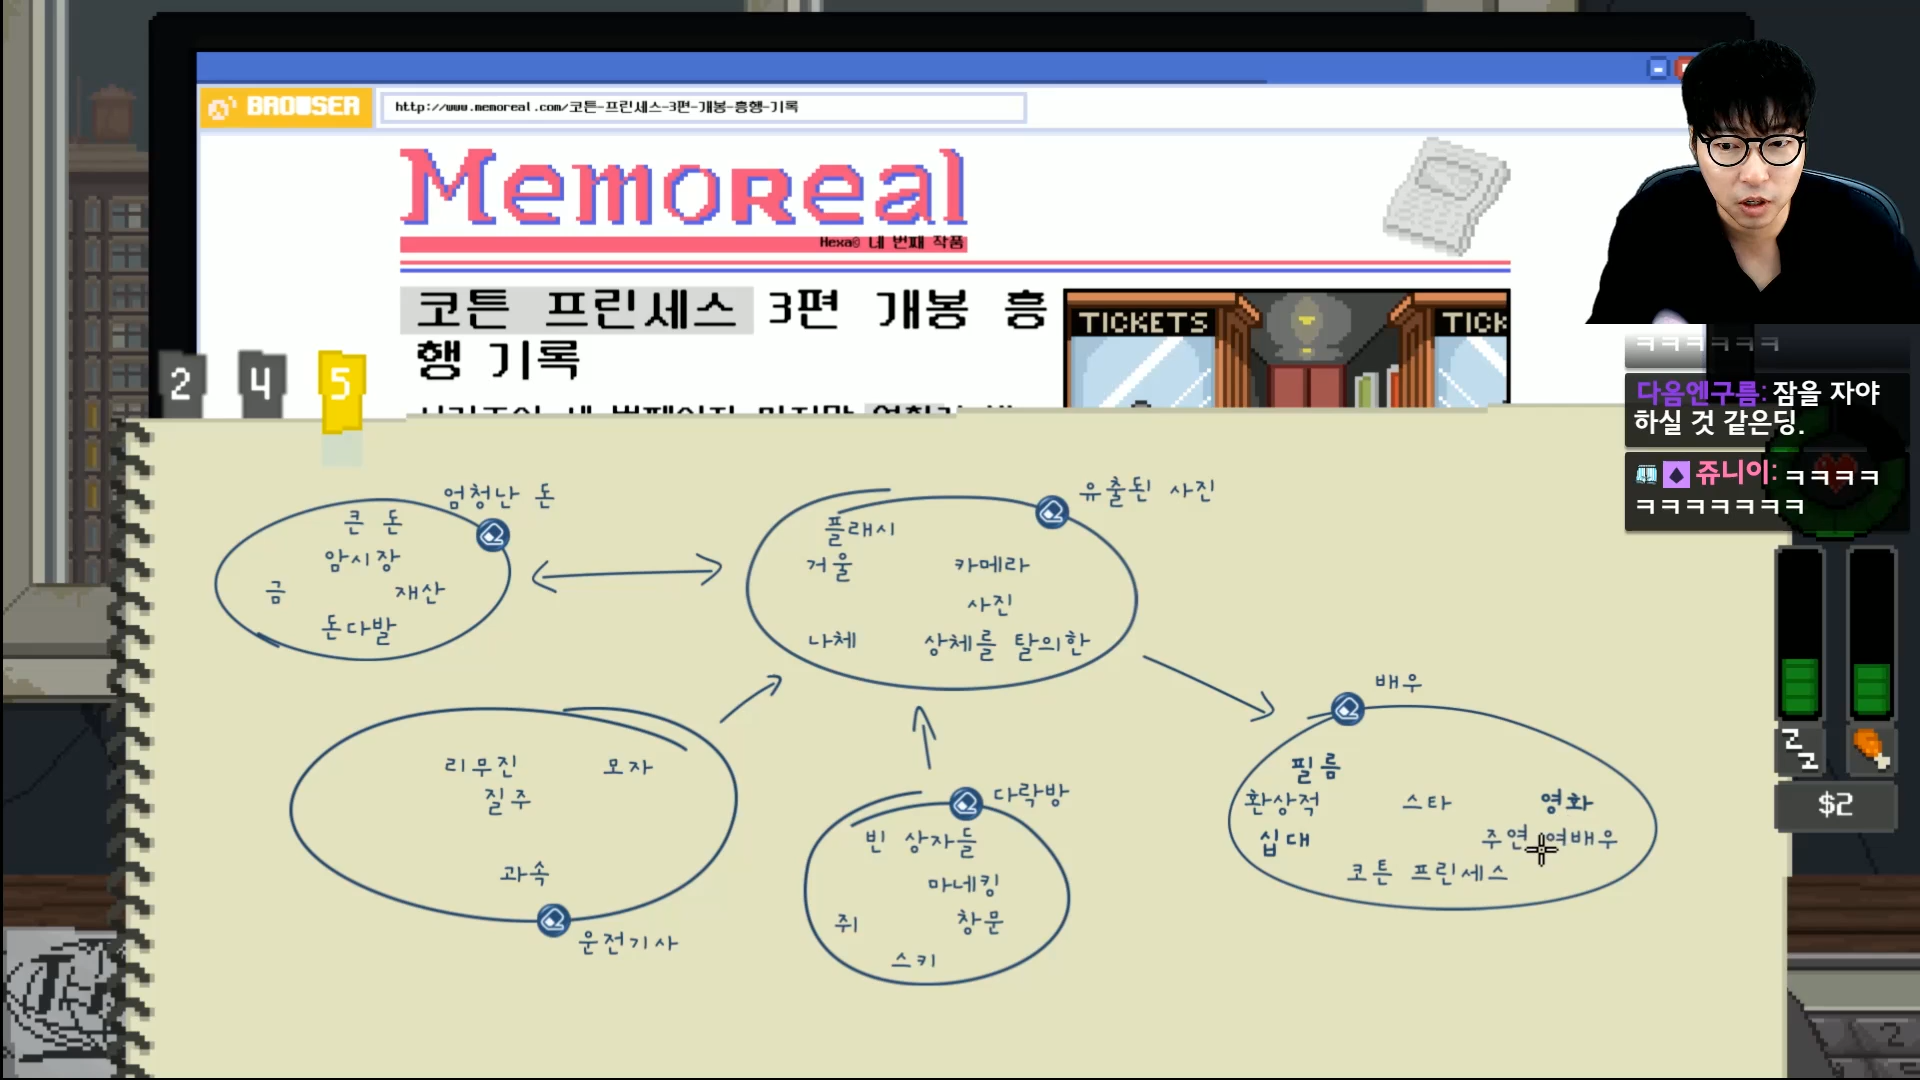 BROWSER
http://www.memoreal.com/코튼-프린세스-3편-개봉-흥행-기록
Memoreal
Hexa© 네 번째 작품
코튼 프린세스 3편 개봉 흥
행 기록
TICKETS
TICK
2
4
5
ㅋㅋㅋㅋㅋㅋ
다음엔구름: 잠을 자야
하실 것 같은딩.
쥬니이: ㅋㅋㅋㅋ
ㅋㅋㅋㅋㅋㅋㅋ
엄청난 돈
큰 돈
암시장
금
재산
돈다발
유출된 사진
플래시
거울
카메라
사진
나체
상체를 탈의한
배우
필름
환상적
스타
영화
십대
주연 여배우
코튼 프린세스
리무진
모자
질주
과속
운전기사
다락방
빈 상자들
마네킹
쥐
창문
스키
$2